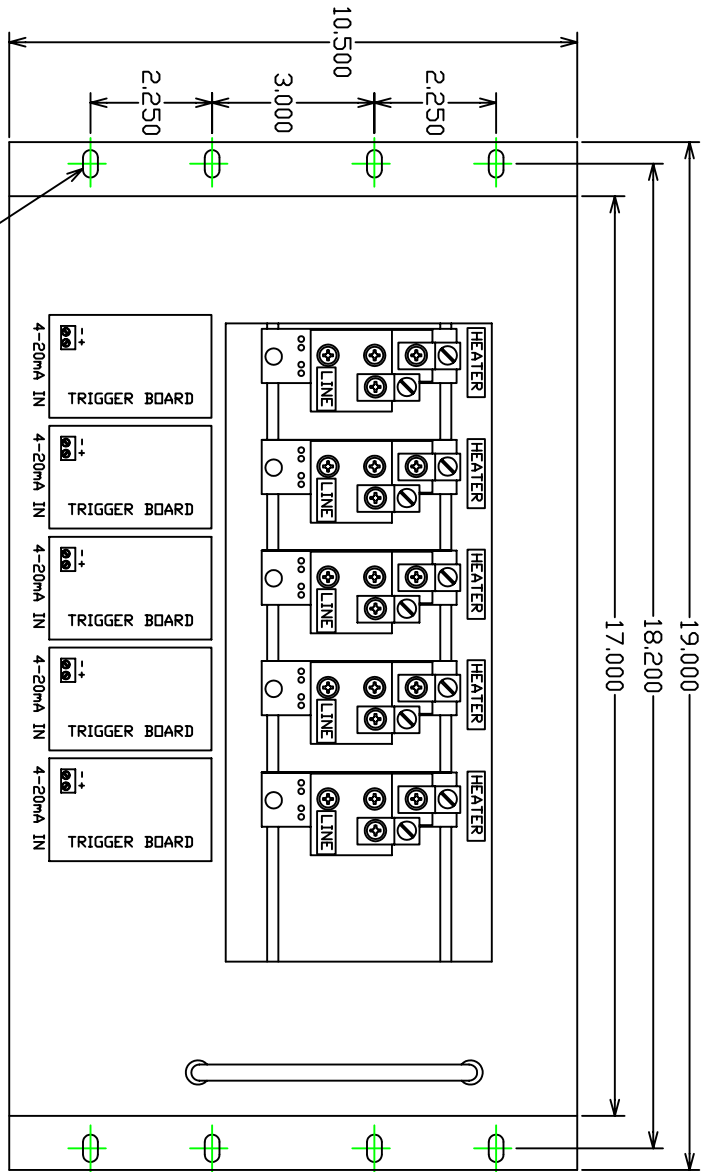 19.000
18.200
17.000
10.500
2.250
3.000
2.250
HEATER
HEATER
HEATER
HEATER
HEATER
LINE
LINE
LINE
LINE
LINE
TRIGGER BOARD
TRIGGER BOARD
TRIGGER BOARD
TRIGGER BOARD
TRIGGER BOARD
- +
- +
- +
- +
- +
4-20mA IN
4-20mA IN
4-20mA IN
4-20mA IN
4-20mA IN